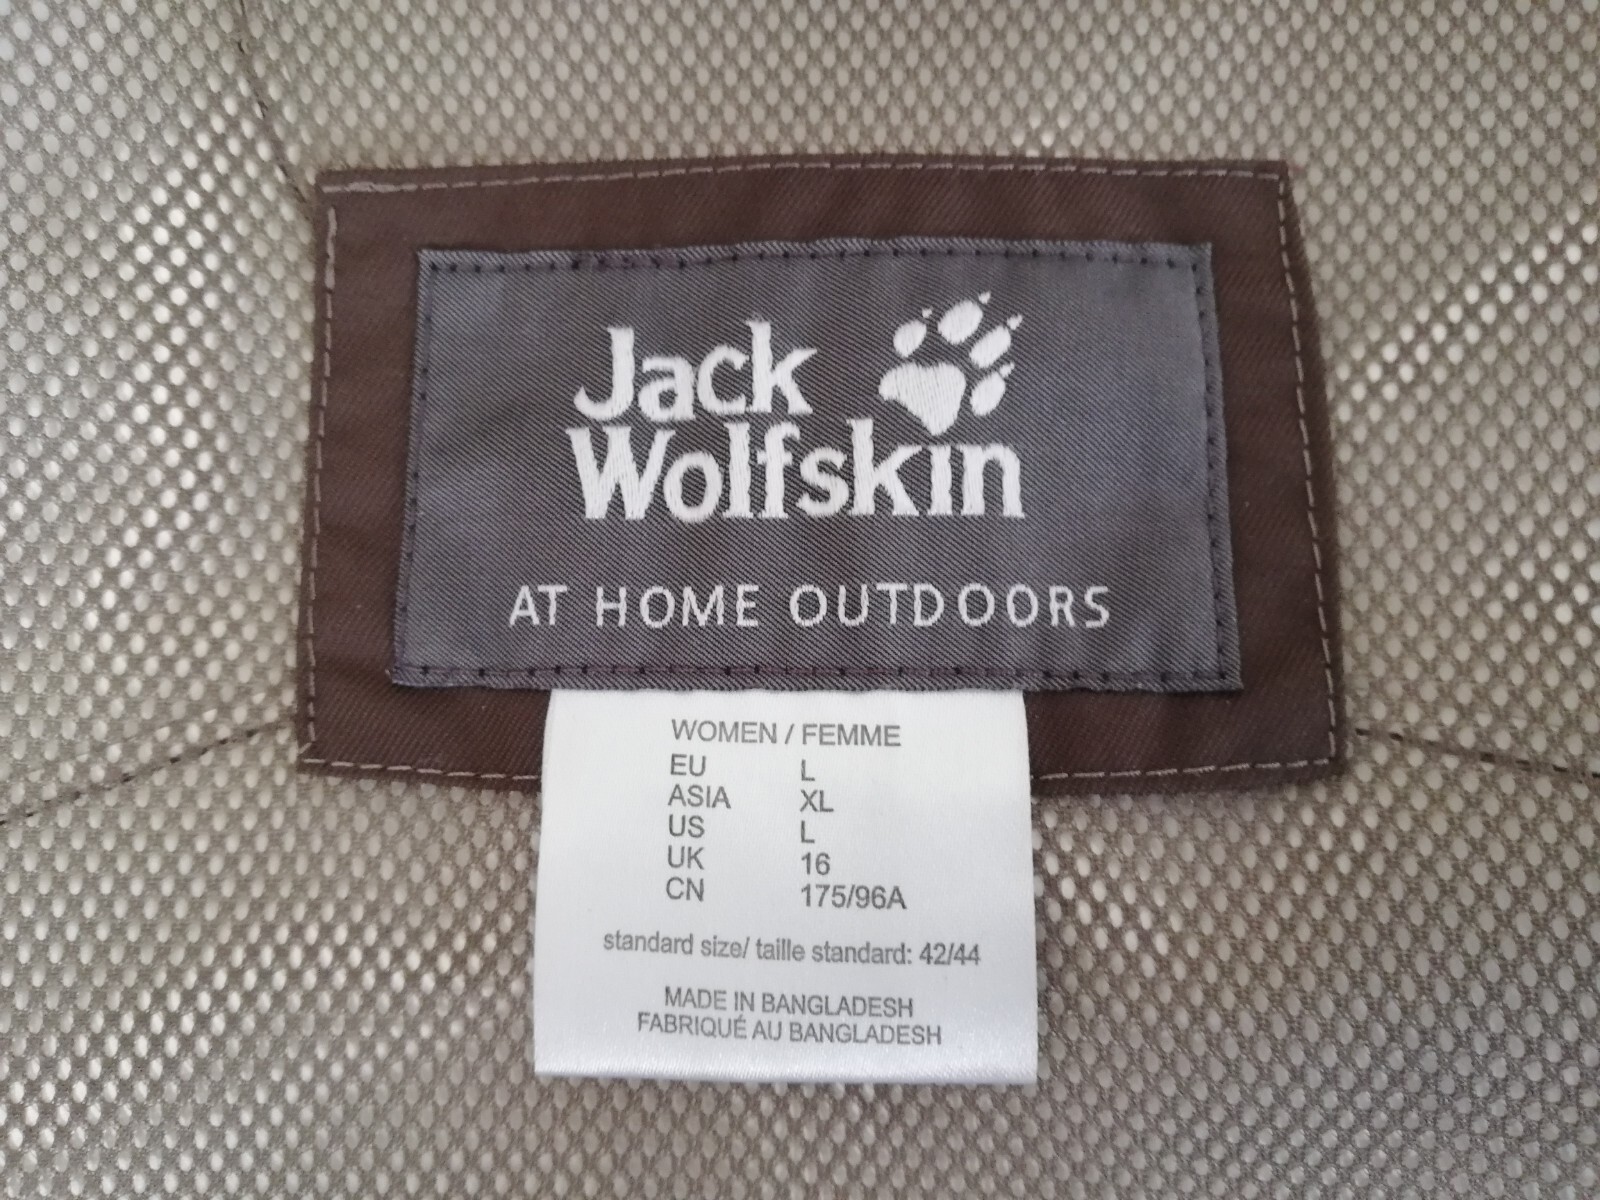 Jack
Wolfskin
AT HOME OUTDOORS
WOMEN / FEMME
EU L
ASIA XL
US L
UK 16
CN 175/96A
standard size/ taille standard: 42/44
MADE IN BANGLADESH
FABRIQUÉ AU BANGLADESH